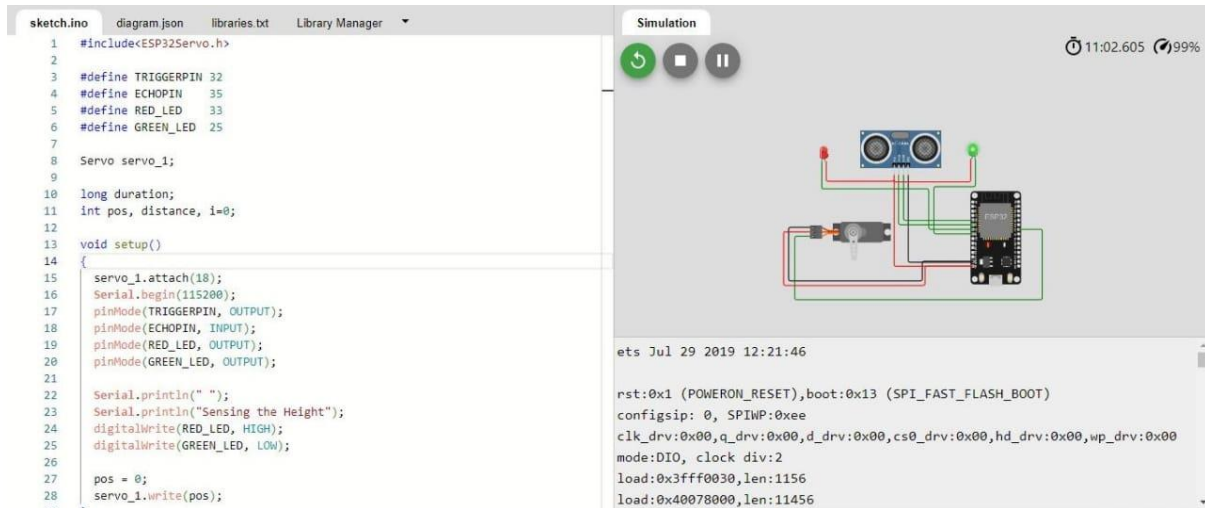 sketch.ino diagram.json libraries.txt Library Manager
1 #include<ESP32Servo.h>
2
3 #define TRIGGERPIN 32
4 #define ECHOPIN 35
5 #define RED_LED 33
6 #define GREEN_LED 25
7
8 Servo servo_1;
9
10 long duration;
11 int pos, distance, i=0;
12
13 void setup()
14 {
15 servo_1.attach(18);
16 Serial.begin(115200);
17 pinMode(TRIGGERPIN, OUTPUT);
18 pinMode(ECHOPIN, INPUT);
19 pinMode(RED_LED, OUTPUT);
20 pinMode(GREEN_LED, OUTPUT);
21
22 Serial.println(" ");
23 Serial.println("Sensing the Height");
24 digitalWrite(RED_LED, HIGH);
25 digitalWrite(GREEN_LED, LOW);
26
27 pos = 0;
28 servo_1.write(pos);
Simulation
11:02.605 99%
ESP32
ets Jul 29 2019 12:21:46
rst:0x1 (POWERON_RESET),boot:0x13 (SPI_FAST_FLASH_BOOT)
configsip: 0, SPIWP:0xee
clk_drv:0x00,q_drv:0x00,d_drv:0x00,cs0_drv:0x00,hd_drv:0x00,wp_drv:0x00
mode:DIO, clock div:2
load:0x3fff0030,len:1156
load:0x40078000,len:11456